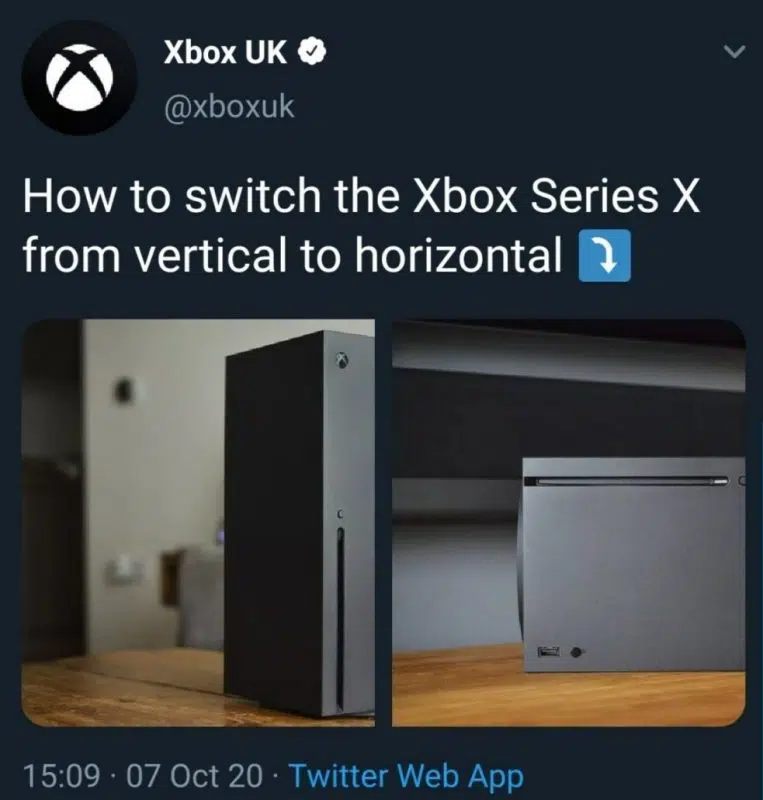 Xbox UK
@xboxuk
How to switch the Xbox Series X
from vertical to horizontal ⤵️
15:09 · 07 Oct 20 · Twitter Web App